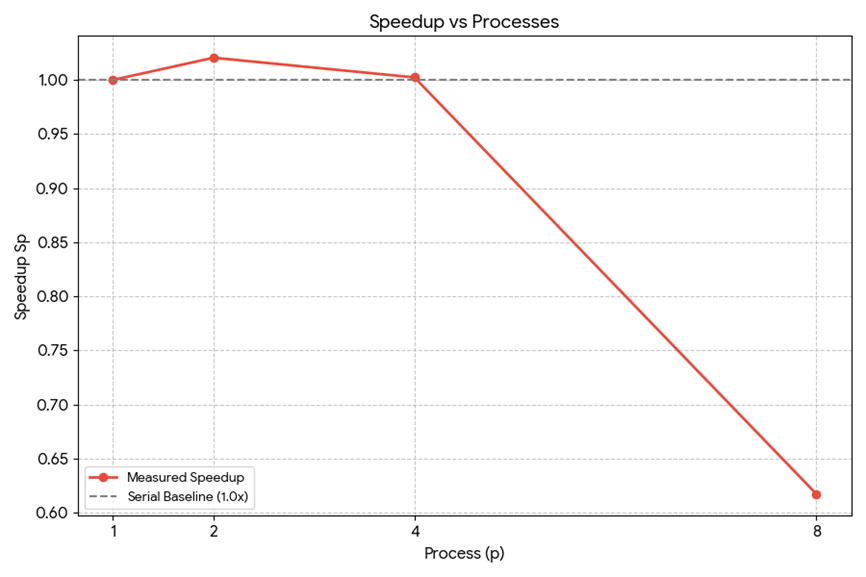 Speedup vs Processes
Speedup Sp
1.00
0.95
0.90
0.85
0.80
0.75
0.70
0.65
0.60
Measured Speedup
Serial Baseline (1.0x)
1 2 4 8
Process (p)